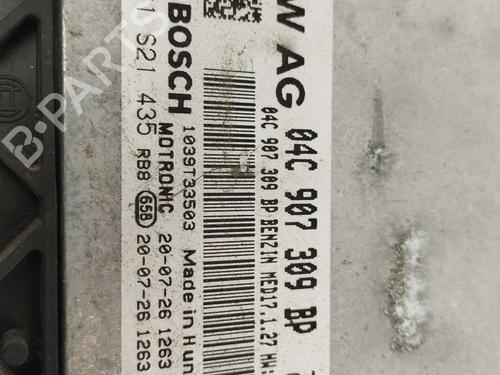 W AG 04C 907 309 BP
04C 907 309 BP BENZIN MED17.1.27 HW:
1039T33503 Made in Hun
BOSCH MOTRONIC 20-07-26 1263
S21 435 RB8 658 20-07-26 1263
B-PARTS